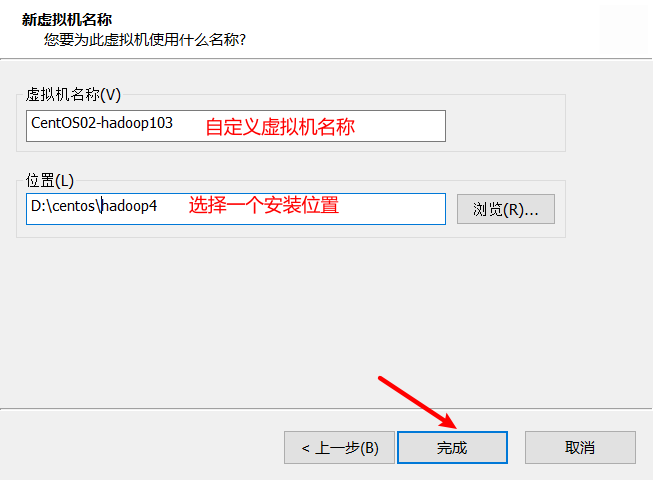 新虚拟机名称
您要为此虚拟机使用什么名称?
虚拟机名称(V)
CentOS02-hadoop103 自定义虚拟机名称
位置(L)
D:\centos\hadoop4 选择一个安装位置 浏览(R)...
< 上一步(B) 完成 取消